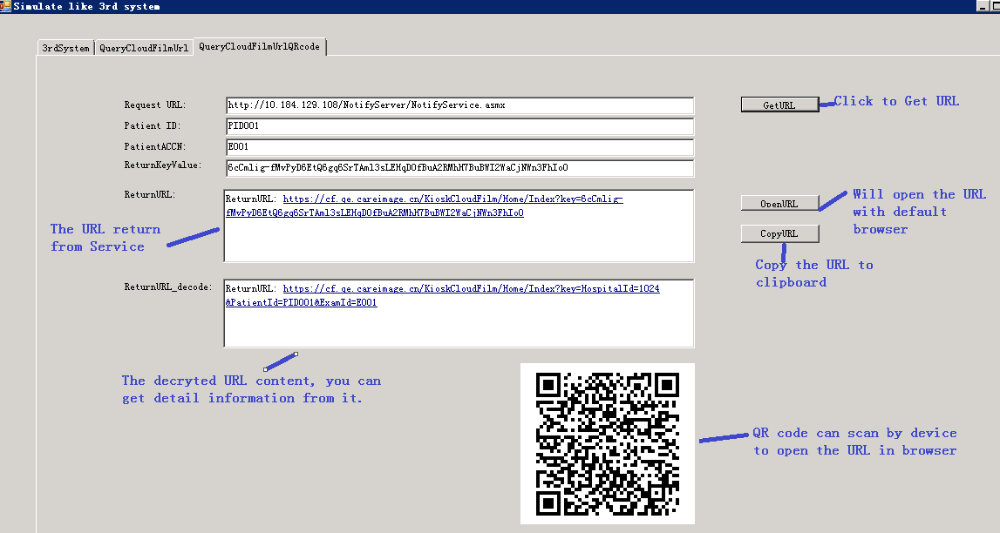 Simulate like 3rd system
3rdSystem QueryCloudFilmUrl QueryCloudFilmUrlQRcode
Request URL: http://10.184.129.108/NotifyServer/NotifyService.asmx GetURL Click to Get URL
Patient ID: PID001
PatientACCN: E001
ReturnKeyValue: 6cCmlig-fMvPyD6EtQ6gq6SrTAml3sLEHqDOfBuA2RMhH7BuBWI2WaCjNWn3FhIo0
ReturnURL: ReturnURL: https://cf.qe.careimage.cn/KioskCloudFilm/Home/Index?key=6cCmlig-
fMvPyD6EtQ6gq6SrTAml3sLEHqDOfBuA2RMhH7BuBWI2WaCjNWn3FhIo0
OpenURL
Will open the URL
with default
browser
The URL return
from Service
CopyURL
Copy the URL to
clipboard
ReturnURL_decode: ReturnURL: https://cf.qe.careimage.cn/KioskCloudFilm/Home/Index?key=HospitalId=1024
&PatientId=PID001&ExamId=E001
The decryted URL content, you can
get detail information from it.
QR code can scan by device
to open the URL in browser